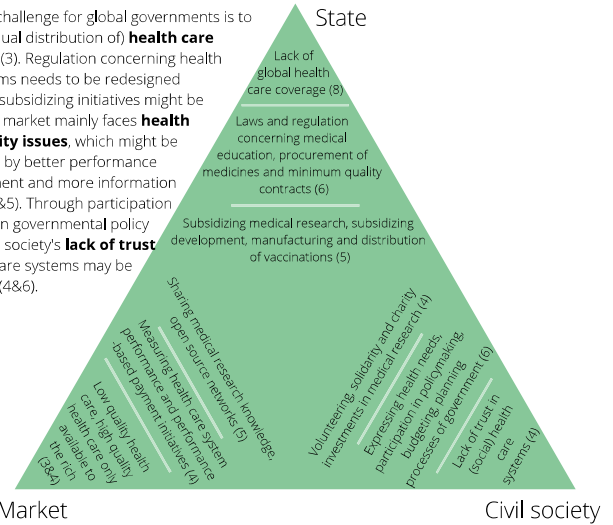 challenge for global governments is to
ual distribution of) health care
(3). Regulation concerning health
ms needs to be redesigned
subsidizing initiatives might be
market mainly faces health
ity issues, which might be
by better performance
ment and more information
&5). Through participation
n governmental policy
society's lack of trust
are systems may be
(4&6).
State
Lack of
global health
care coverage (8)
Laws and regulation
concerning medical
education, procurement of
medicines and minimum quality
contracts (6)
Subsidizing medical research, subsidizing
development, manufacturing and distribution
of vaccinations (5)
Sharing medical research knowledge,
open source networks (5)
Measuring health care system
performance and performance
-based payment initiatives (4)
Low quality health
care, high quality
health care only
available to
the rich
(3&4)
Volunteering, solidarity and charity
investments in medical research (4)
Expressing health needs,
participation in policymaking,
budgeting, planning
processes of government (6)
Lack of trust in
(social) health
care
systems (4)
Market
Civil society